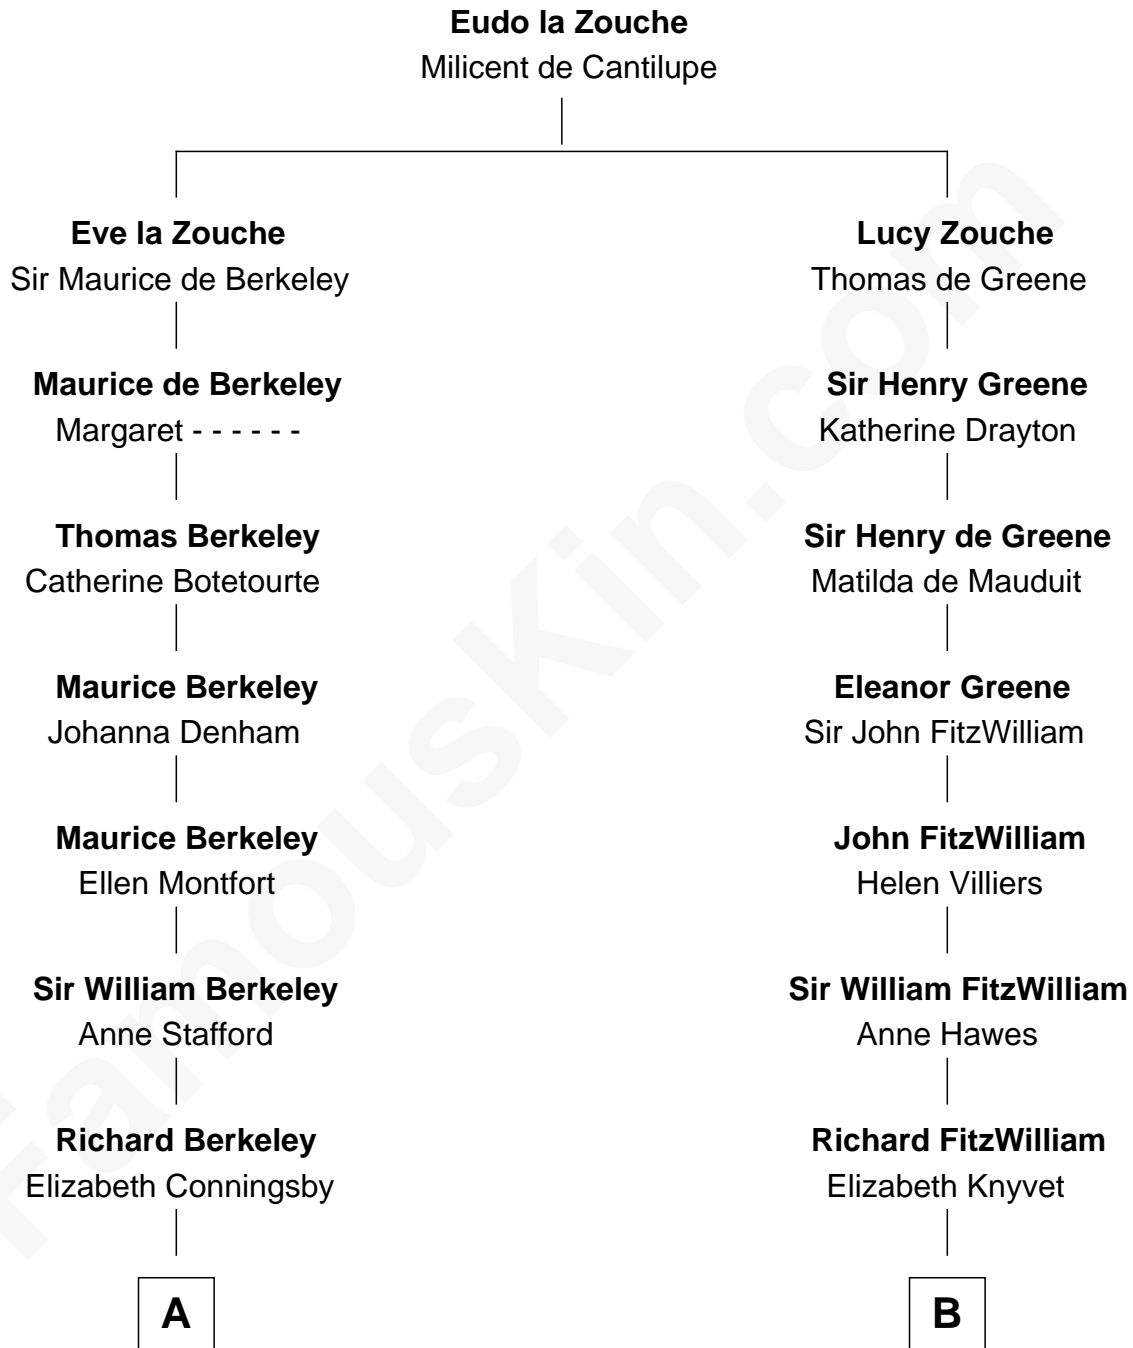 Eudo la Zouche
Milicent de Cantilupe
Eve la Zouche
Sir Maurice de Berkeley
Lucy Zouche
Thomas de Greene
Maurice de Berkeley
Margaret - - - - - -
Sir Henry Greene
Katherine Drayton
Thomas Berkeley
Catherine Botetourte
Sir Henry de Greene
Matilda de Mauduit
Maurice Berkeley
Johanna Denham
Eleanor Greene
Sir John FitzWilliam
Maurice Berkeley
Ellen Montfort
John FitzWilliam
Helen Villiers
Sir William Berkeley
Anne Stafford
Sir William FitzWilliam
Anne Hawes
Richard Berkeley
Elizabeth Conningsby
Richard FitzWilliam
Elizabeth Knyvet
A
B
FamousKin.com